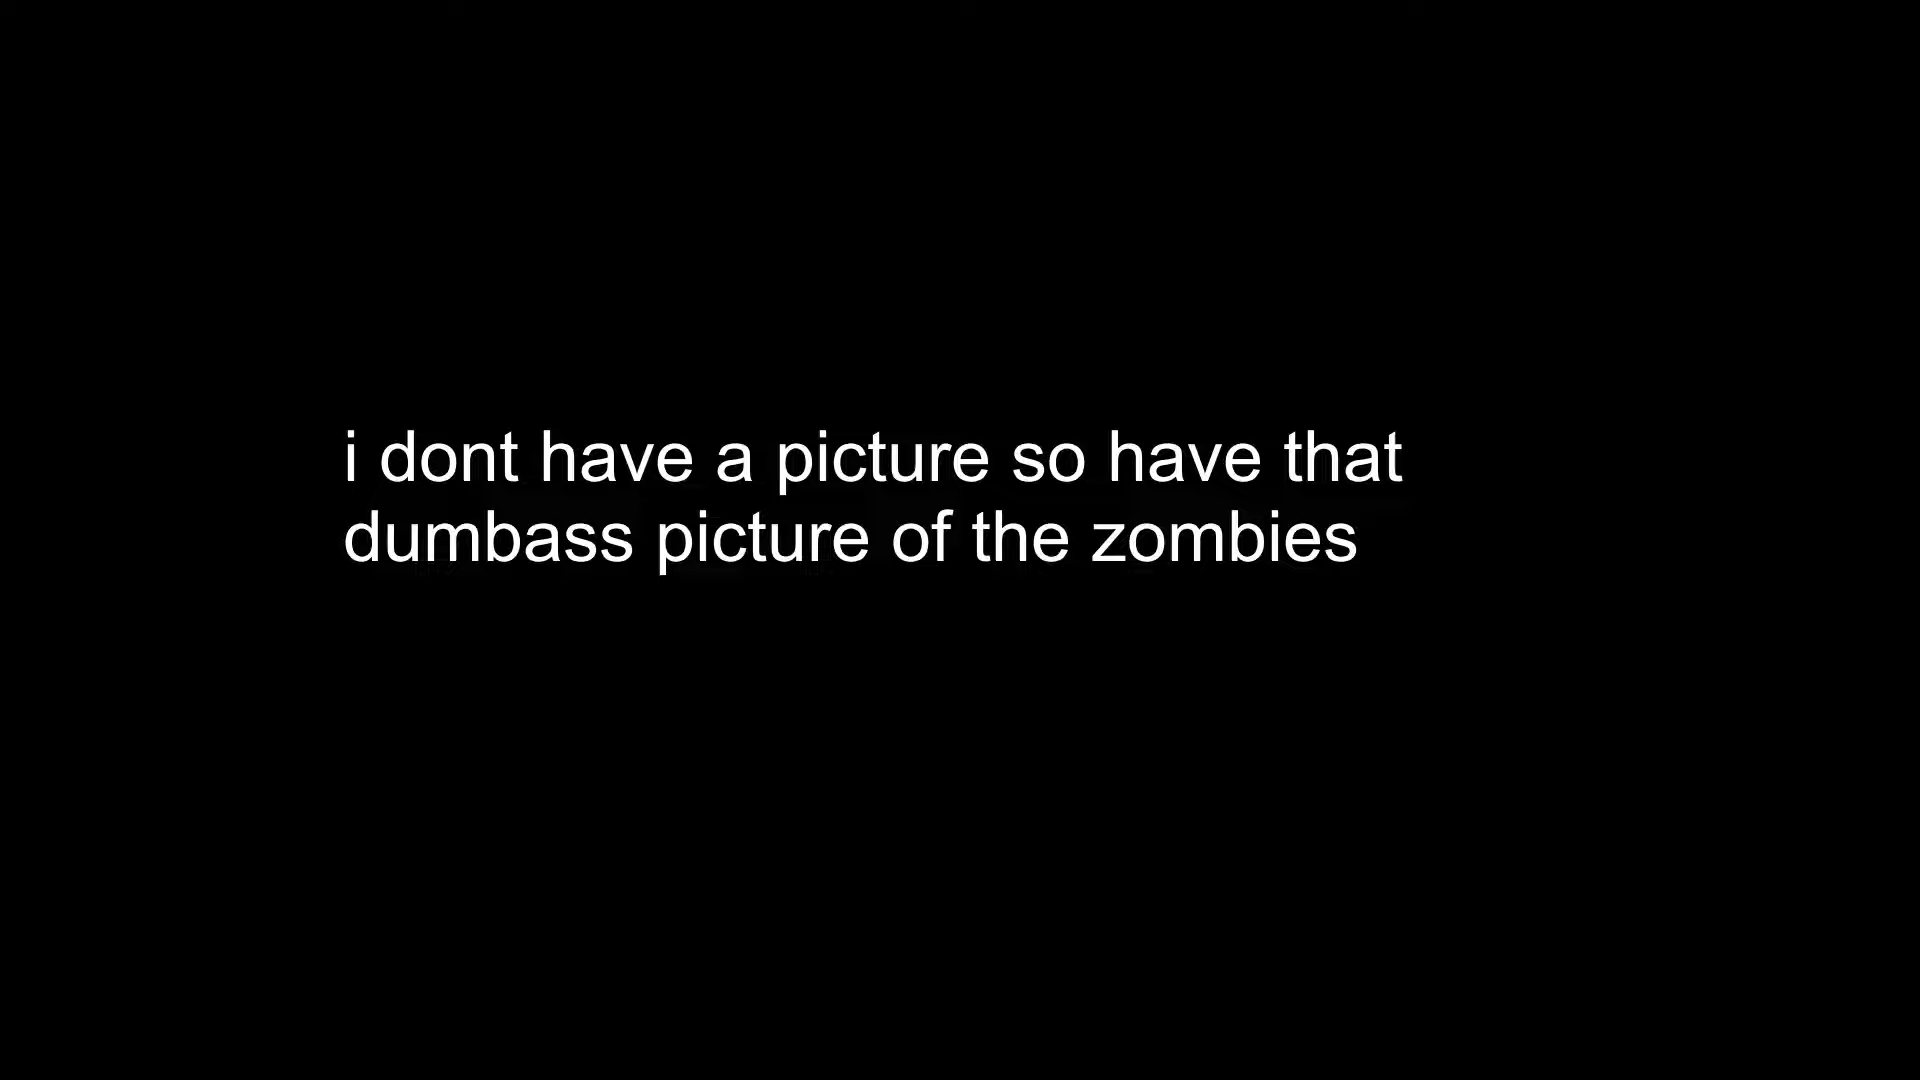 i dont have a picture so have that
dumbass picture of the zombies